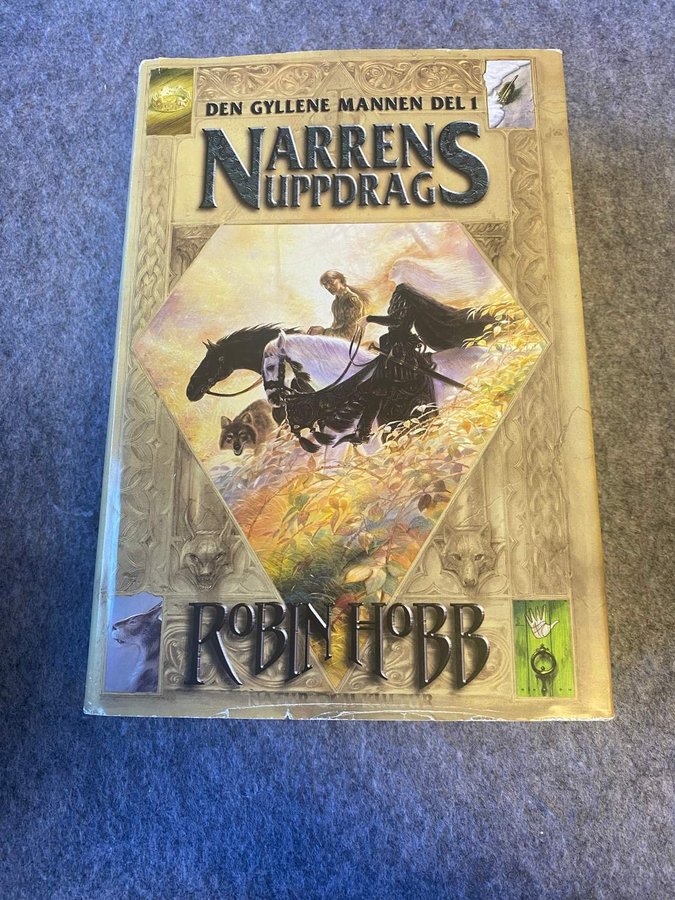 DEN GYLLENE MANNEN DEL 1
NARRENS
UPPDRAG
ROBIN HOBB